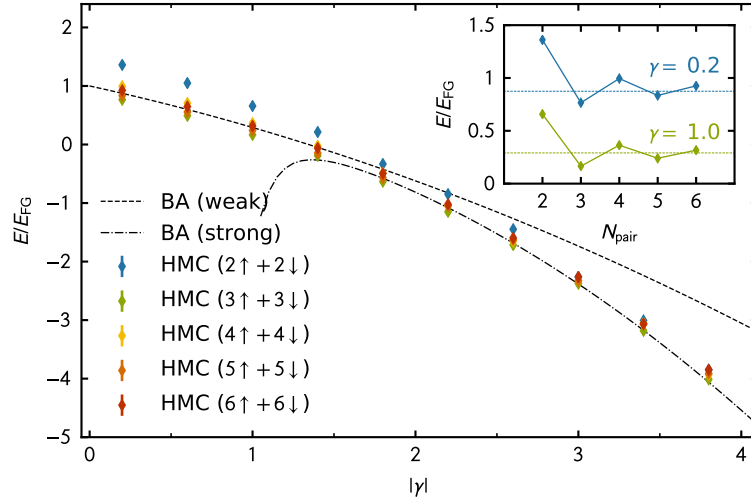 2
1
0
−1
−2
−3
−4
−5
E/E_FG
0
1
2
3
4
|γ|
BA (weak)
BA (strong)
HMC (2↑+2↓)
HMC (3↑+3↓)
HMC (4↑+4↓)
HMC (5↑+5↓)
HMC (6↑+6↓)
1.5
1
0.5
0
E/E_FG
γ = 0.2
γ = 1.0
2
3
4
5
6
N_pair